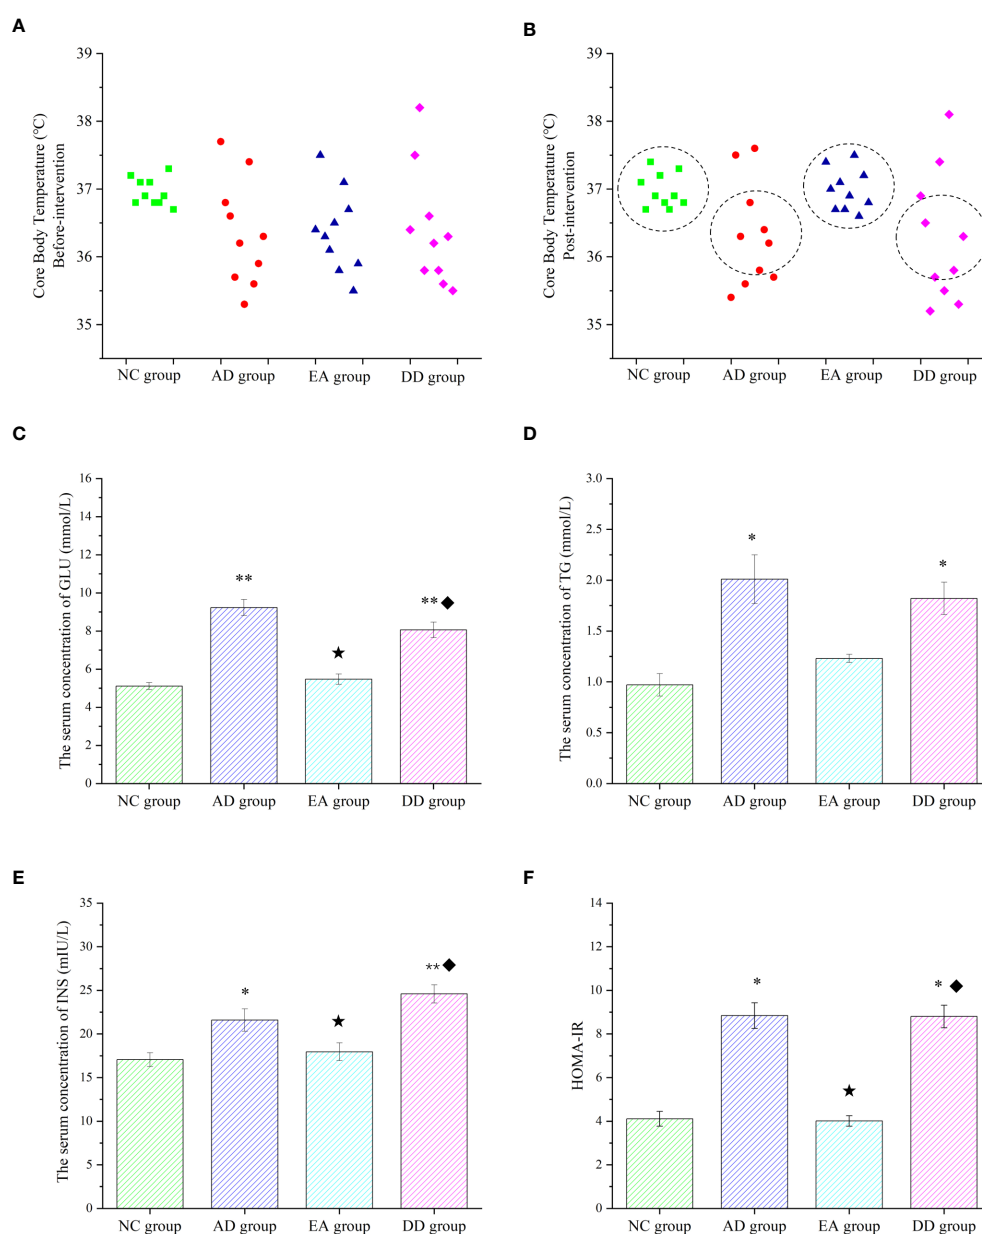 A
Core Body Temperature (℃)
Before-intervention
39
38
37
36
35
NC group
AD group
EA group
DD group
B
Core Body Temperature (℃)
Post-intervention
39
38
37
36
35
NC group
AD group
EA group
DD group
C
The serum concentration of GLU (mmol/L)
16
14
12
10
8
6
4
2
0
**
★
**◆
NC group
AD group
EA group
DD group
D
The serum concentration of TG (mmol/L)
3.0
2.5
2.0
1.5
1.0
0.5
0.0
*
*
NC group
AD group
EA group
DD group
E
The serum concentration of INS (mIU/L)
35
30
25
20
15
10
5
0
*
★
**◆
NC group
AD group
EA group
DD group
F
HOMA-IR
14
12
10
8
6
4
2
0
*
★
* ◆
NC group
AD group
EA group
DD group